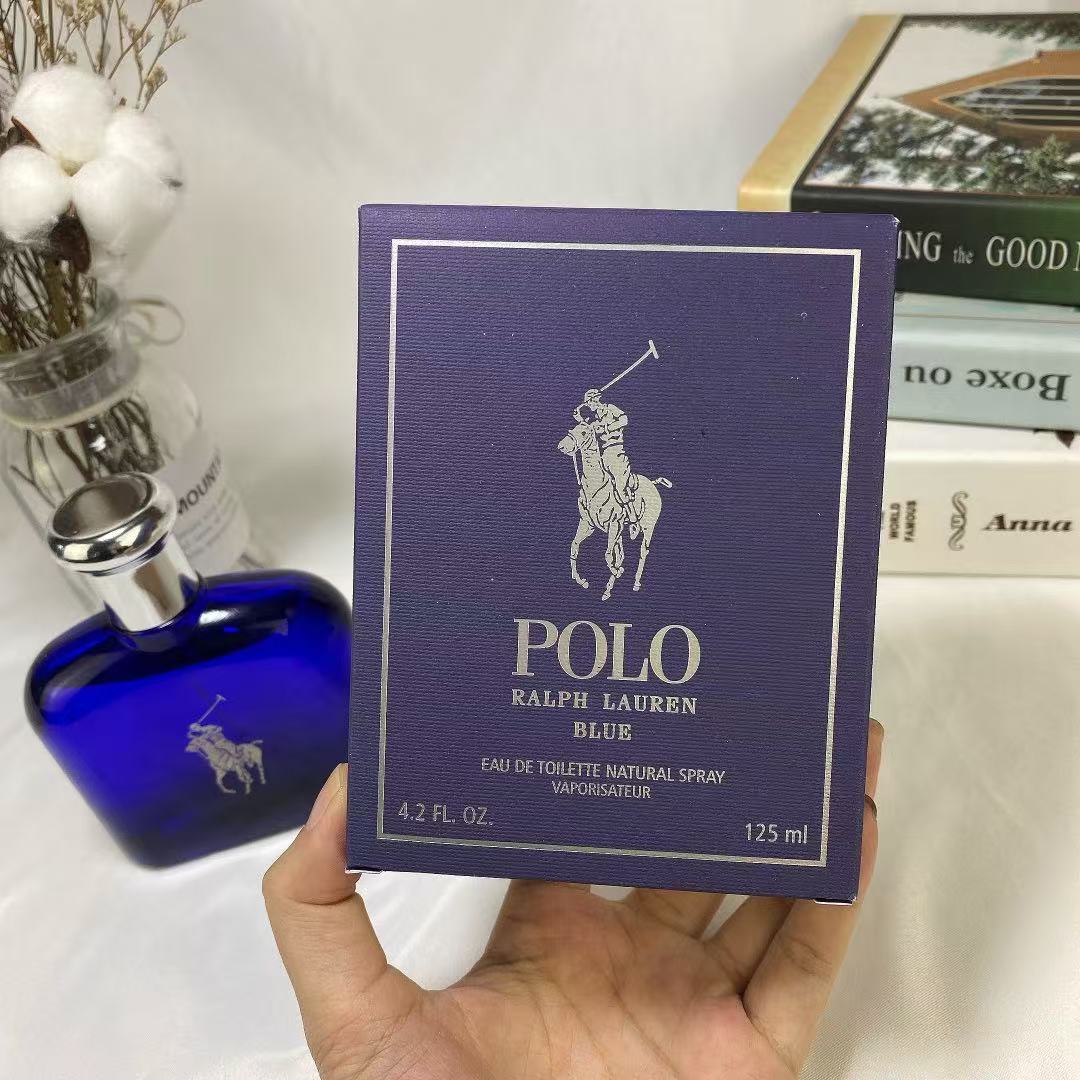 POLO
RALPH LAUREN
BLUE
EAU DE TOILETTE NATURAL SPRAY
VAPORISATEUR
4.2 FL. OZ.
125 ml
MOUNT
ING the GOOD
Boxe ou
WORLD
FAMOUS
Anna